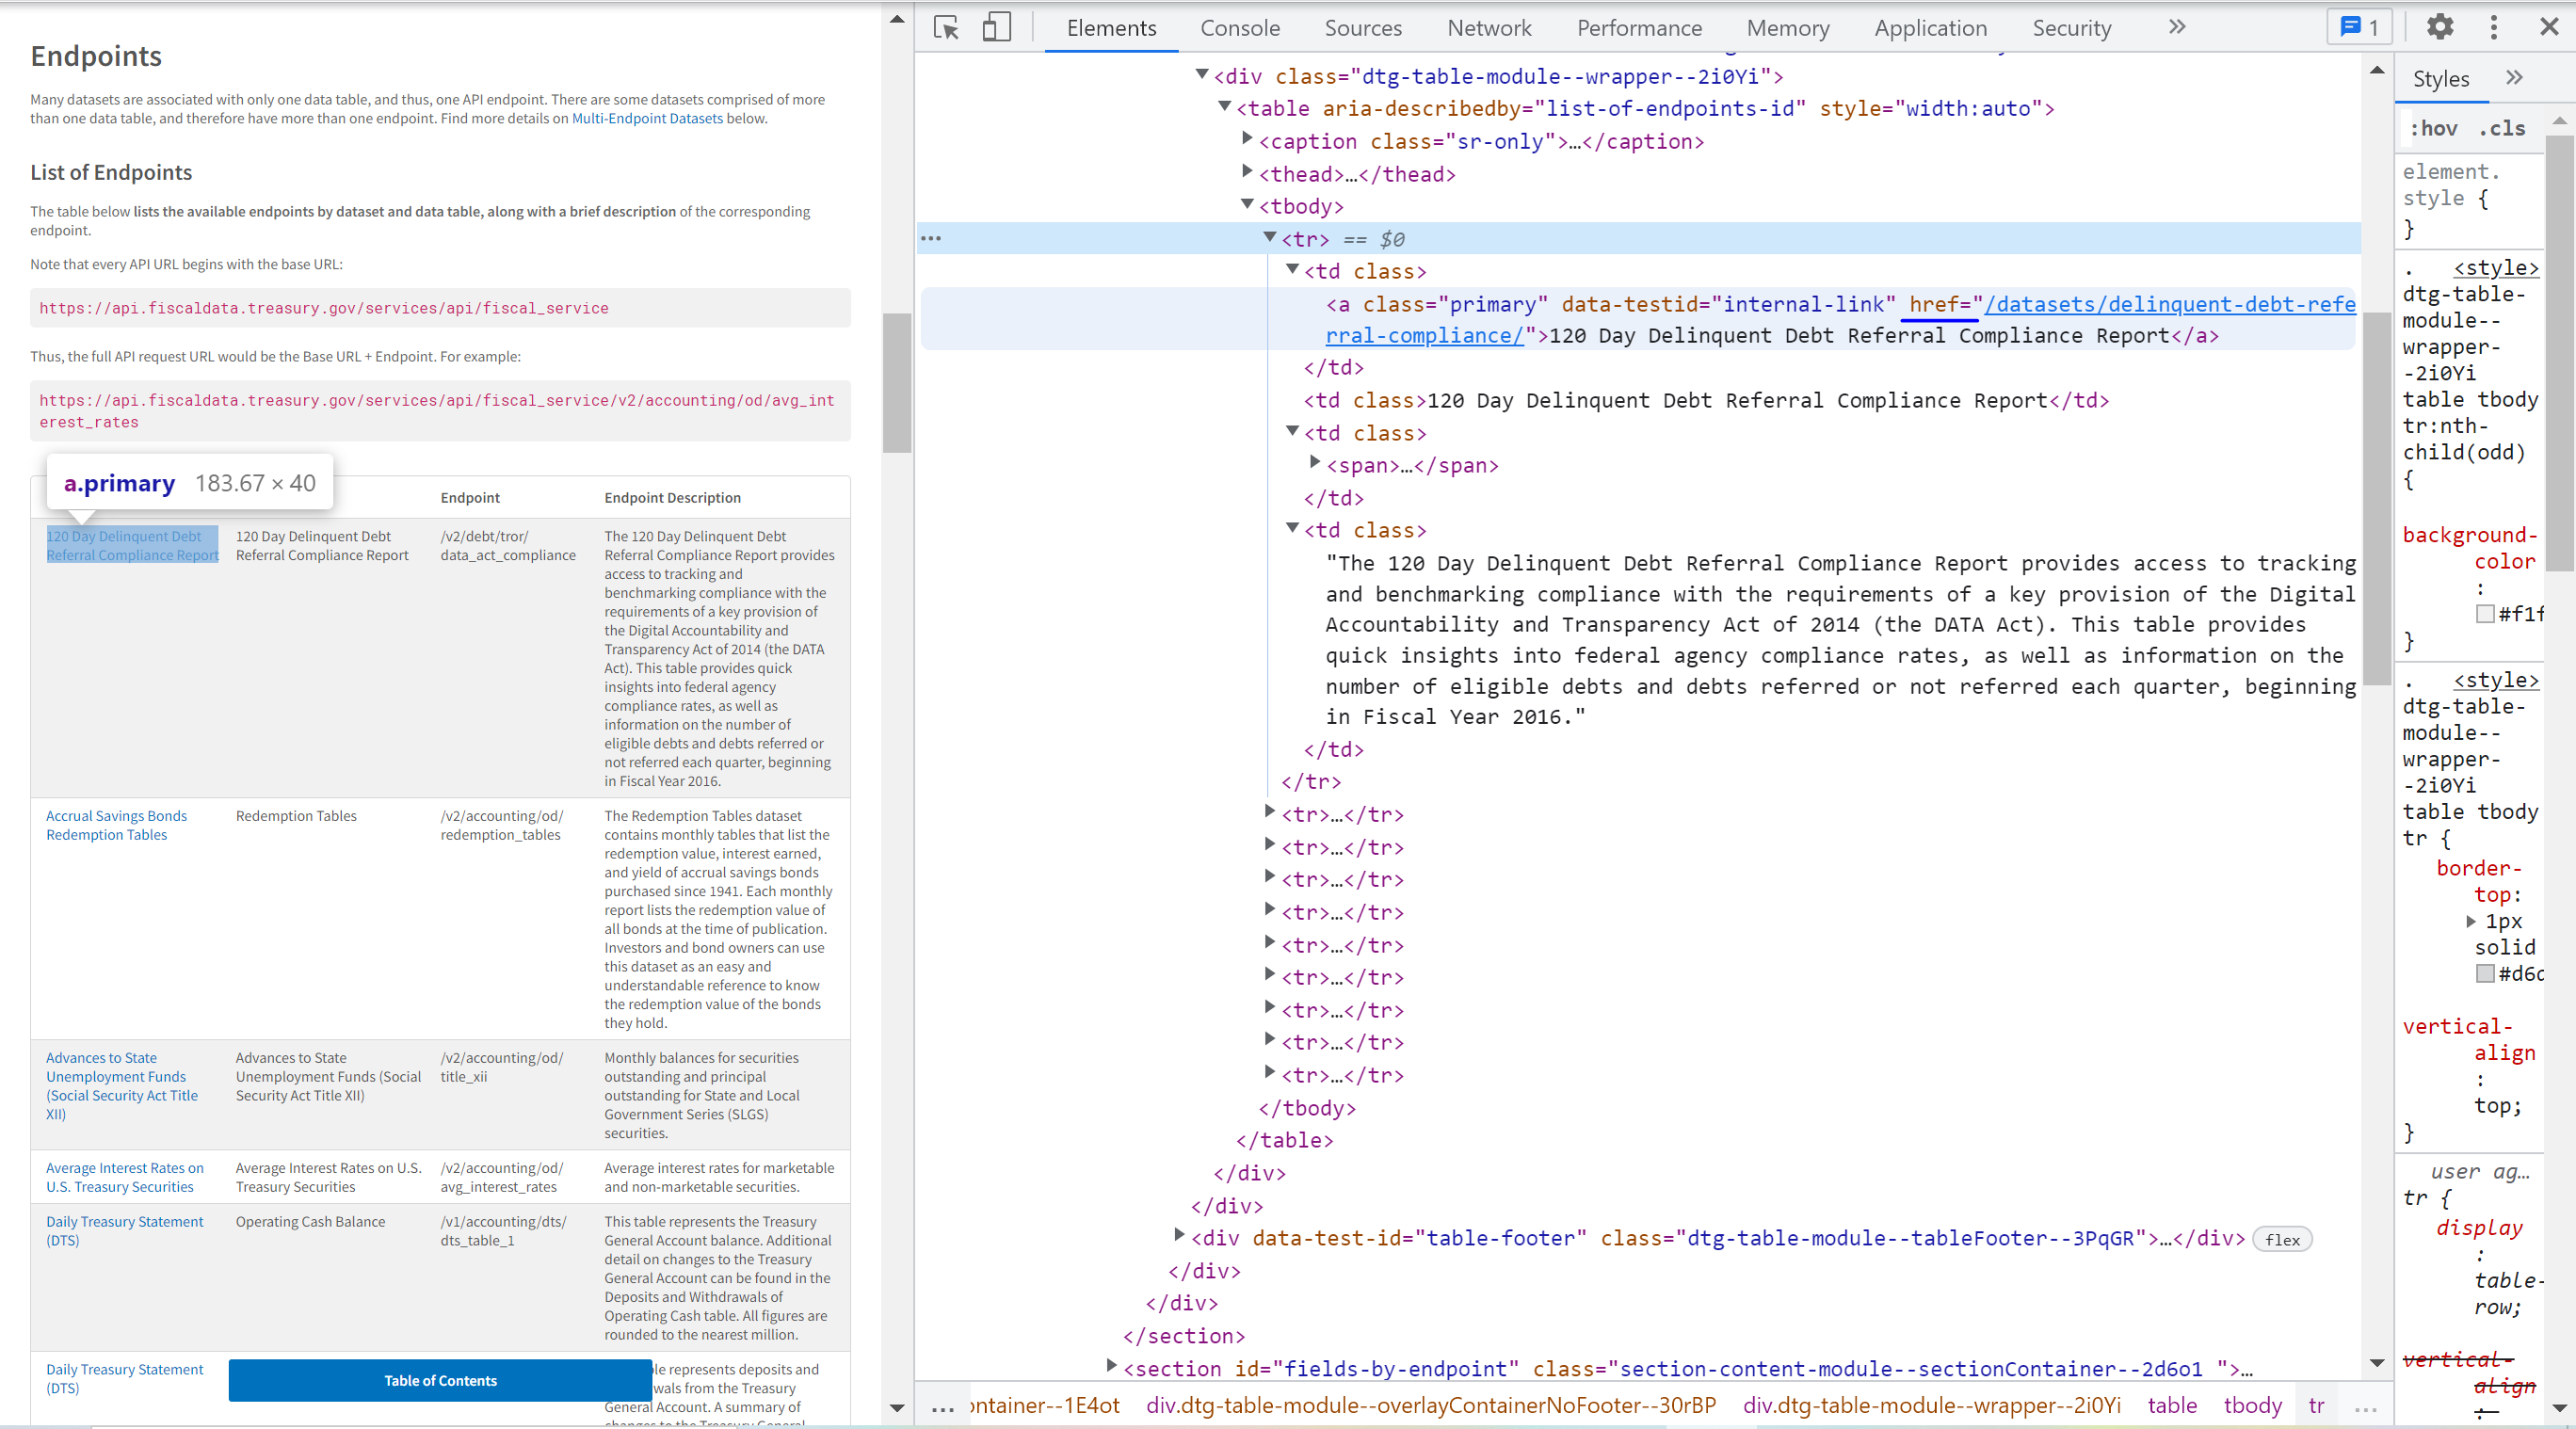 Endpoints
Many datasets are associated with only one data table, and thus, one API endpoint. There are some datasets comprised of more
than one data table, and therefore have more than one endpoint. Find more details on Multi-Endpoint Datasets below.
List of Endpoints
The table below lists the available endpoints by dataset and data table, along with a brief description of the corresponding
endpoint.
Note that every API URL begins with the base URL:
https://api.fiscaldata.treasury.gov/services/api/fiscal_service
Thus, the full API request URL would be the Base URL + Endpoint. For example:
https://api.fiscaldata.treasury.gov/services/api/fiscal_service/v2/accounting/od/avg_int
erest_rates
a.primary 183.67 × 40
Endpoint Endpoint Description
120 Day Delinquent Debt
Referral Compliance Report
120 Day Delinquent Debt
Referral Compliance Report
/v2/debt/tror/
data_act_compliance
The 120 Day Delinquent Debt
Referral Compliance Report provides
access to tracking and
benchmarking compliance with the
requirements of a key provision of
the Digital Accountability and
Transparency Act of 2014 (the DATA
Act). This table provides quick
insights into federal agency
compliance rates, as well as
information on the number of
eligible debts and debts referred or
not referred each quarter, beginning
in Fiscal Year 2016.
Accrual Savings Bonds
Redemption Tables
Redemption Tables
/v2/accounting/od/
redemption_tables
The Redemption Tables dataset
contains monthly tables that list the
redemption value, interest earned,
and yield of accrual savings bonds
purchased since 1941. Each monthly
report lists the redemption value of
all bonds at the time of publication.
Investors and bond owners can use
this dataset as an easy and
understandable reference to know
the redemption value of the bonds
they hold.
Advances to State
Unemployment Funds
(Social Security Act Title
XII)
Advances to State
Unemployment Funds (Social
Security Act Title XII)
/v2/accounting/od/
title_xii
Monthly balances for securities
outstanding and principal
outstanding for State and Local
Government Series (SLGS)
securities.
Average Interest Rates on
U.S. Treasury Securities
Average Interest Rates on U.S.
Treasury Securities
/v2/accounting/od/
avg_interest_rates
Average interest rates for marketable
and non-marketable securities.
Daily Treasury Statement
(DTS)
Operating Cash Balance
/v1/accounting/dts/
dts_table_1
This table represents the Treasury
General Account balance. Additional
detail on changes to the Treasury
General Account can be found in the
Deposits and Withdrawals of
Operating Cash table. All figures are
rounded to the nearest million.
Daily Treasury Statement
(DTS)
Table of Contents
le represents deposits and
wals from the Treasury
General Account. A summary of
Elements Console Sources Network Performance Memory Application Security » 1
<div class="dtg-table-module--wrapper--2i0Yi">
<table aria-describedby="list-of-endpoints-id" style="width:auto">
<caption class="sr-only">…</caption>
<thead>…</thead>
<tbody>
… <tr> == $0
<td class>
<a class="primary" data-testid="internal-link" href="/datasets/delinquent-debt-refe
rral-compliance/">120 Day Delinquent Debt Referral Compliance Report</a>
</td>
<td class>120 Day Delinquent Debt Referral Compliance Report</td>
<td class>
<span>…</span>
</td>
<td class>
"The 120 Day Delinquent Debt Referral Compliance Report provides access to tracking
and benchmarking compliance with the requirements of a key provision of the Digital
Accountability and Transparency Act of 2014 (the DATA Act). This table provides
quick insights into federal agency compliance rates, as well as information on the
number of eligible debts and debts referred or not referred each quarter, beginning
in Fiscal Year 2016."
</td>
</tr>
<tr>…</tr>
<tr>…</tr>
<tr>…</tr>
<tr>…</tr>
<tr>…</tr>
<tr>…</tr>
<tr>…</tr>
<tr>…</tr>
<tr>…</tr>
</tbody>
</table>
</div>
</div>
<div data-test-id="table-footer" class="dtg-table-module--tableFooter--3PqGR">…</div> flex
</div>
</div>
</section>
<section id="fields-by-endpoint" class="section-content-module--sectionContainer--2d6o1 ">…
… ontainer--1E4ot div.dtg-table-module--overlayContainerNoFooter--30rBP div.dtg-table-module--wrapper--2i0Yi table tbody tr …
Styles »
:hov .cls
element.
style {
}
. <style>
dtg-table-
module--
wrapper-
-2i0Yi
table tbody
tr:nth-
child(odd)
{
background-
color
:
#f1f
}
. <style>
dtg-table-
module--
wrapper-
-2i0Yi
table tbody
tr {
border-
top:
1px
solid
#d6d
vertical-
align
:
top;
}
user ag…
tr {
display
:
table-
row;
vertical-
align
: